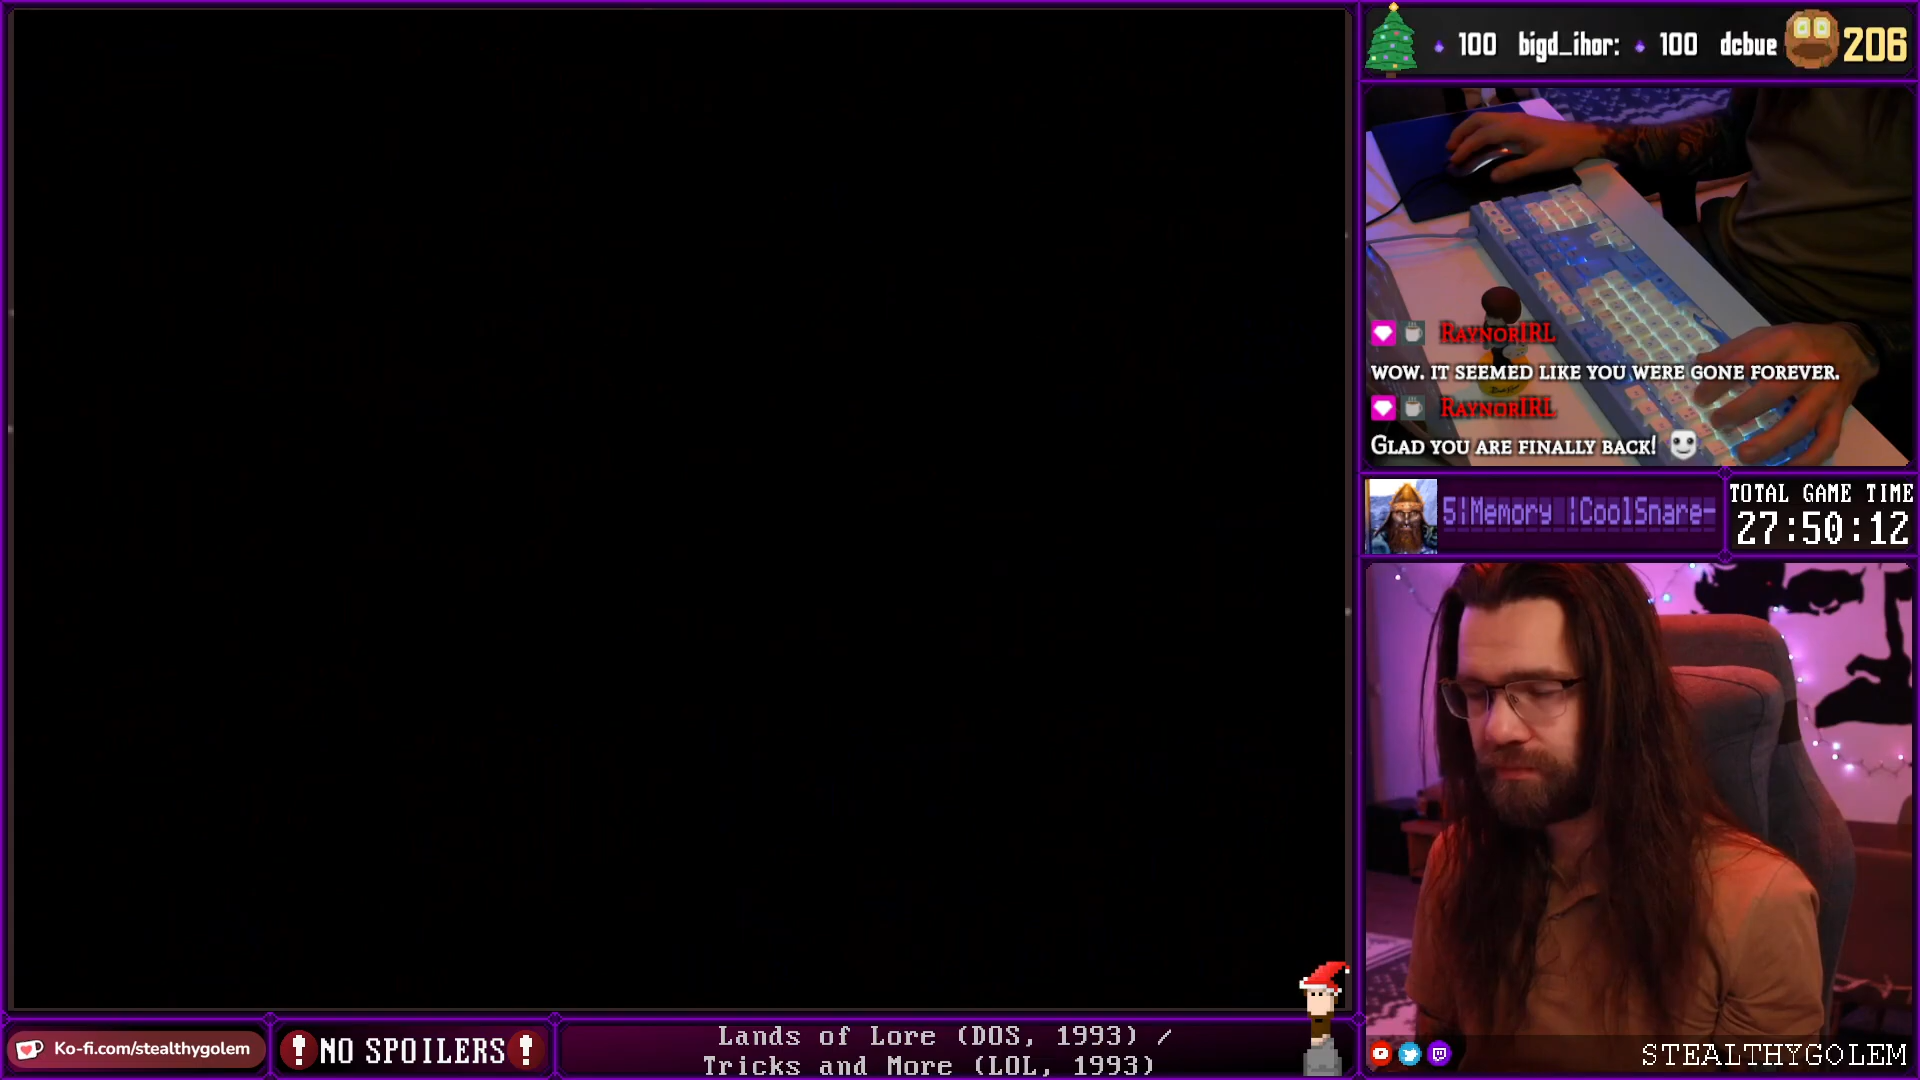 100 bigd_ihor: 100 dcbue 206
RaynorIRL
WOW. IT SEEMED LIKE YOU WERE GONE FOREVER.
RaynorIRL
GLAD YOU ARE FINALLY BACK!
5|Memory |CoolSnare-
TOTAL GAME TIME
27:50:12
Ko-fi.com/stealthygolem
! NO SPOILERS !
Lands of Lore (DOS, 1993) /
Tricks and More (LOL, 1993)
STEALTHYGOLEM